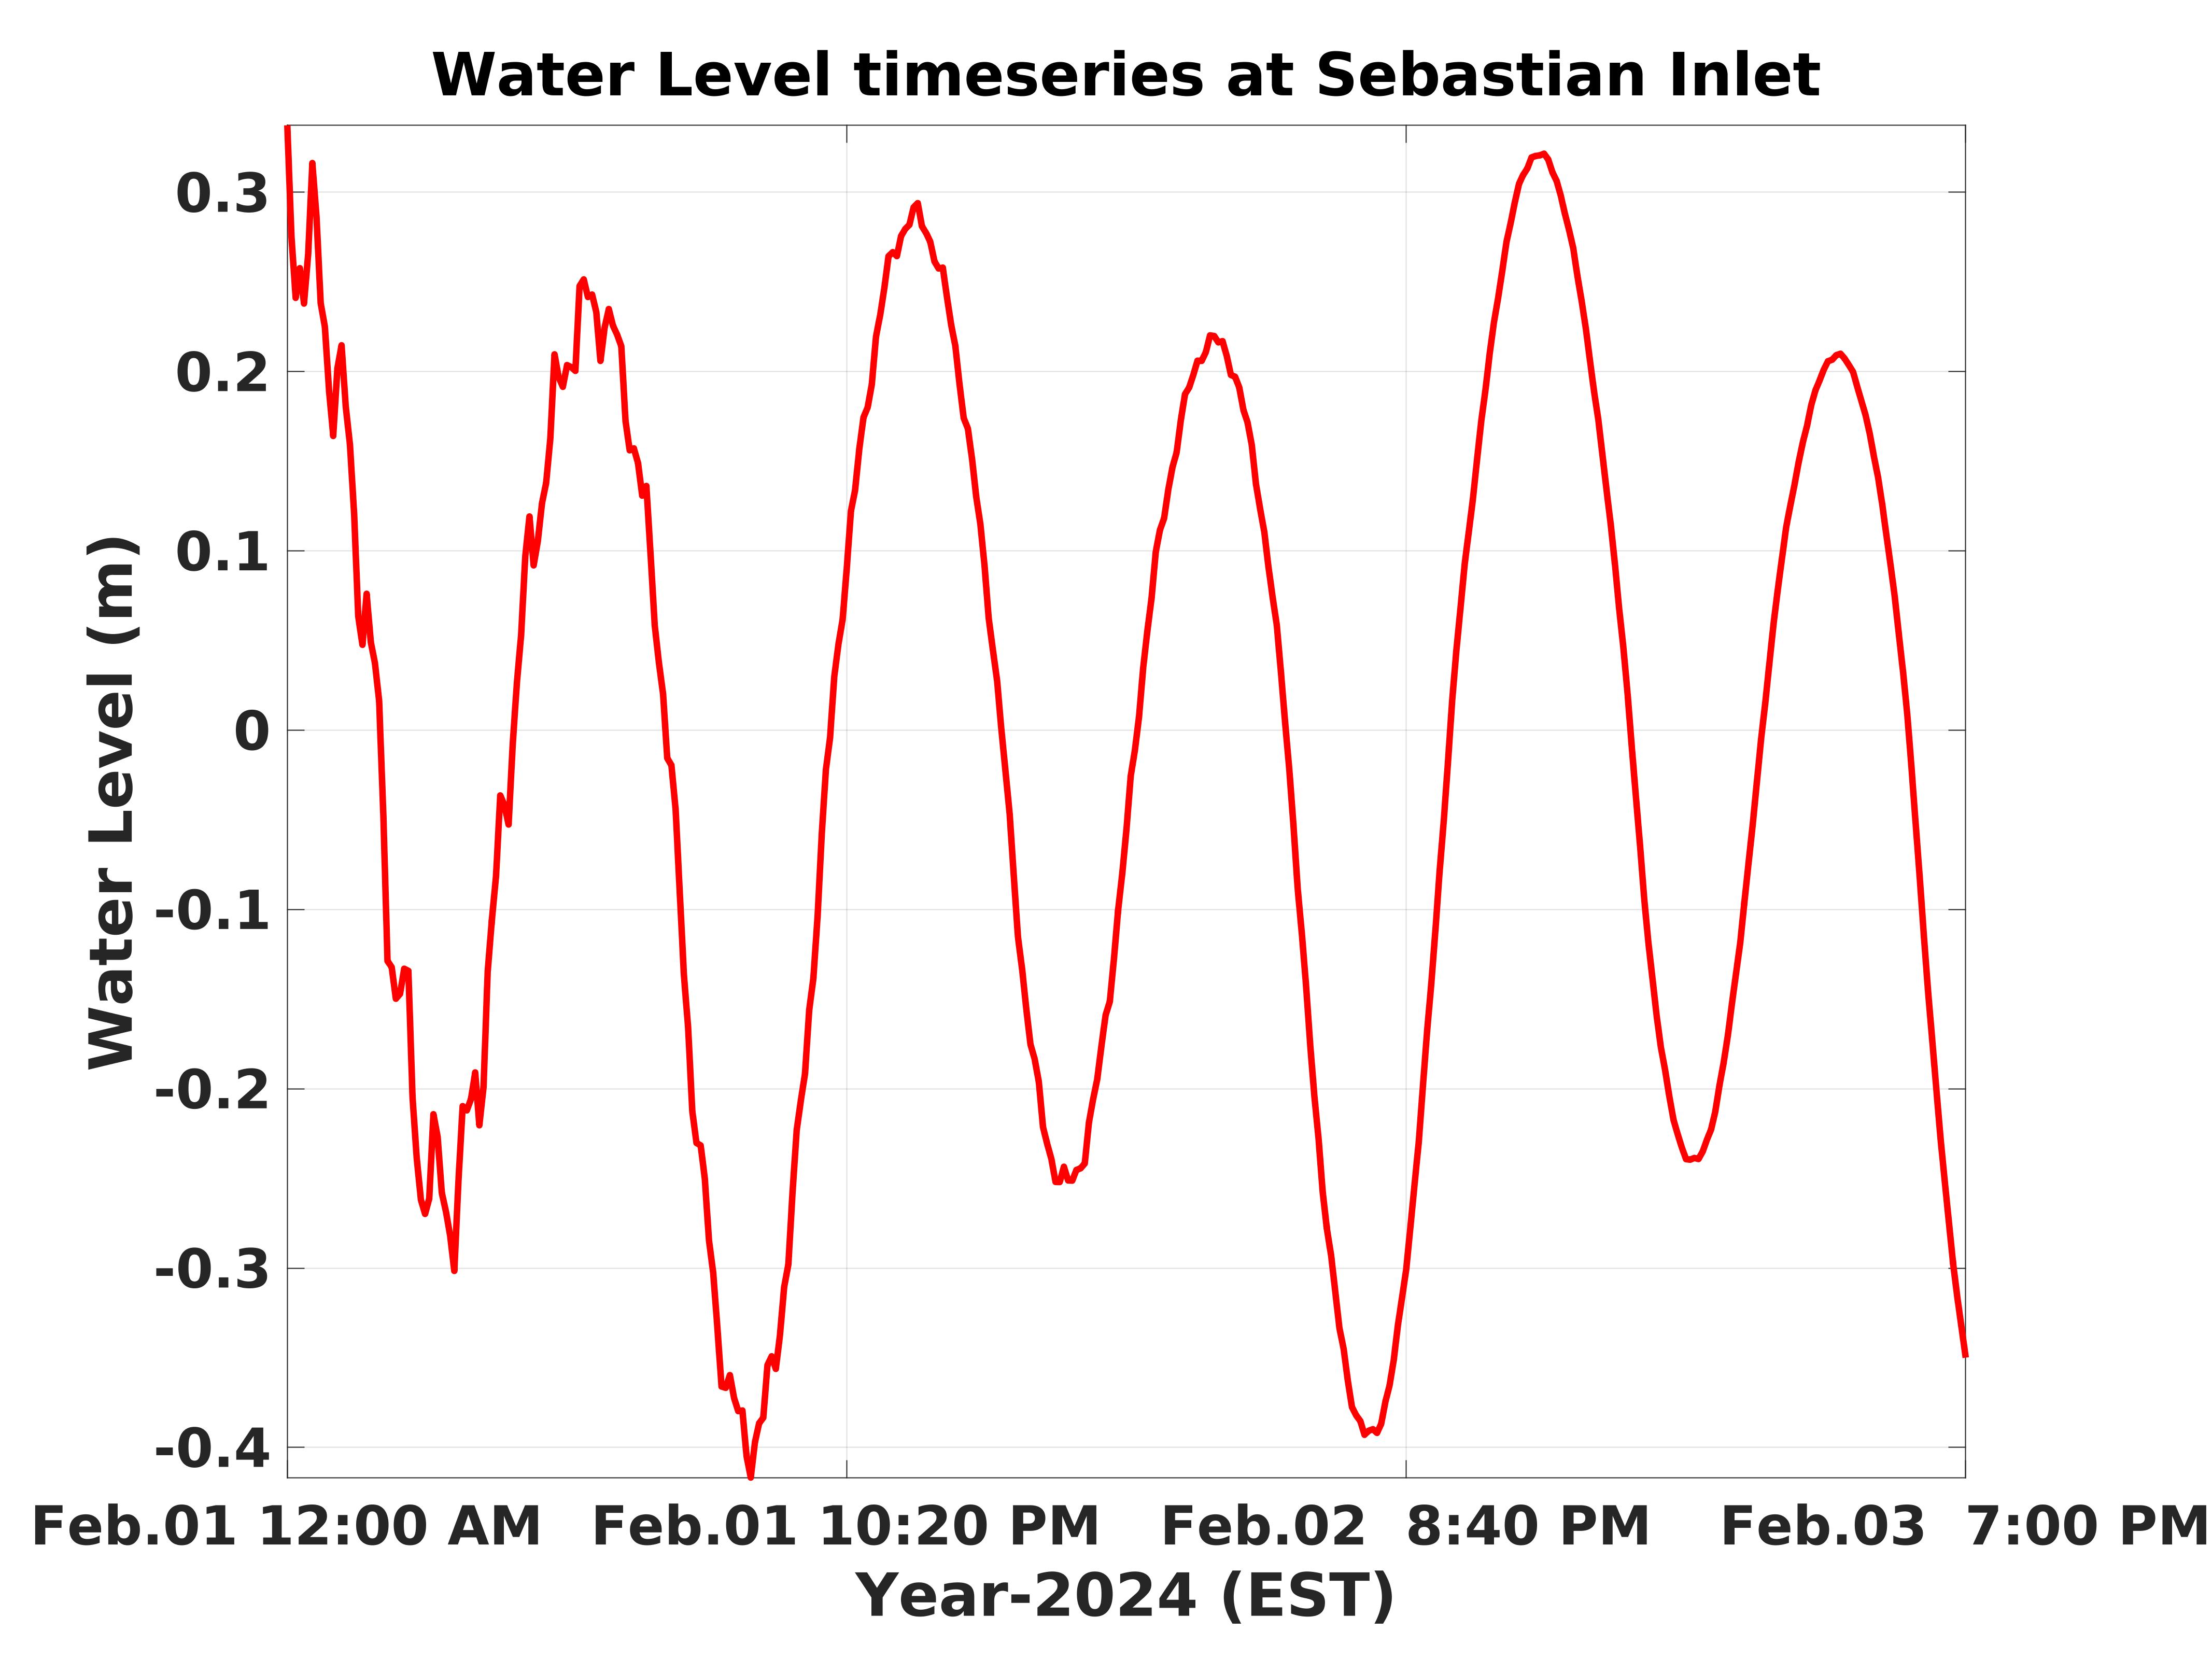 Water Level timeseries at Sebastian Inlet
Water Level (m)
0.3
0.2
0.1
0
-0.1
-0.2
-0.3
-0.4
Feb.01 12:00 AM Feb.01 10:20 PM Feb.02 8:40 PM Feb.03 7:00 PM
Year-2024 (EST)